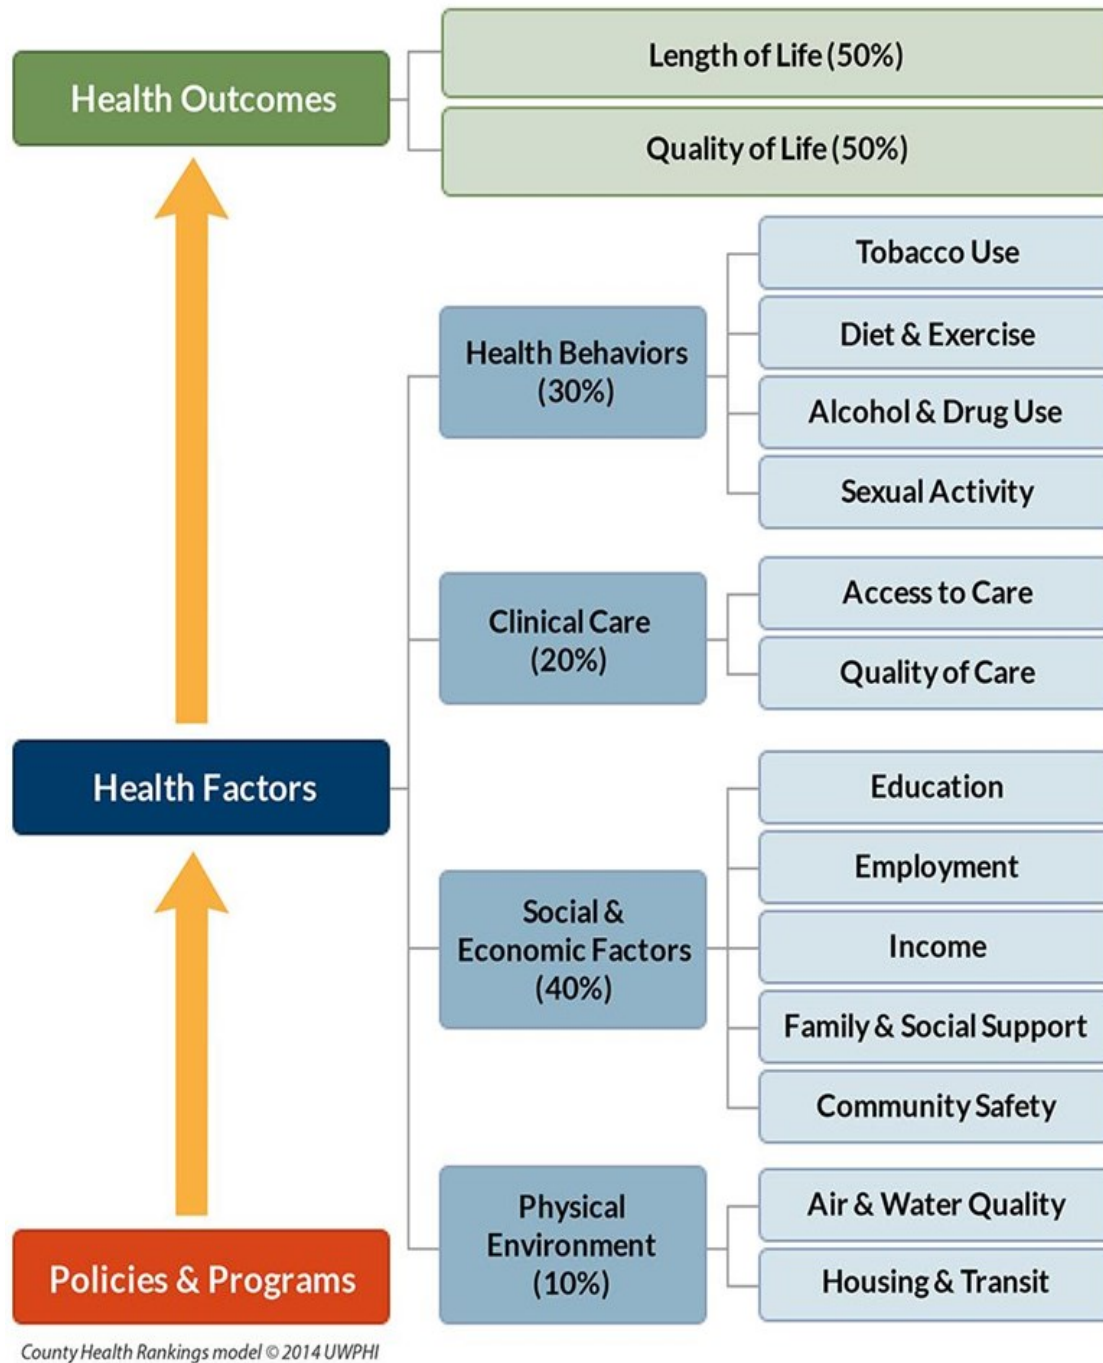 Health Outcomes
Length of Life (50%)
Quality of Life (50%)
Health Factors
Health Behaviors
(30%)
Tobacco Use
Diet & Exercise
Alcohol & Drug Use
Sexual Activity
Clinical Care
(20%)
Access to Care
Quality of Care
Social &
Economic Factors
(40%)
Education
Employment
Income
Family & Social Support
Community Safety
Physical
Environment
(10%)
Air & Water Quality
Housing & Transit
Policies & Programs
County Health Rankings model © 2014 UWPHI